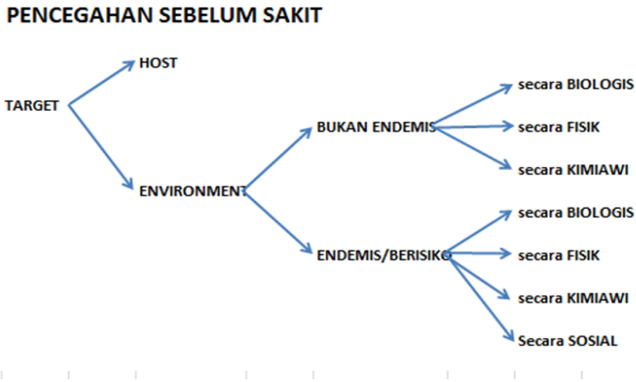 PENCEGAHAN SEBELUM SAKIT
HOST
TARGET
ENVIRONMENT
BUKAN ENDEMIS
secara BIOLOGIS
secara FISIK
secara KIMIAWI
ENDEMIS/BERISIKO
secara BIOLOGIS
secara FISIK
secara KIMIAWI
Secara SOSIAL